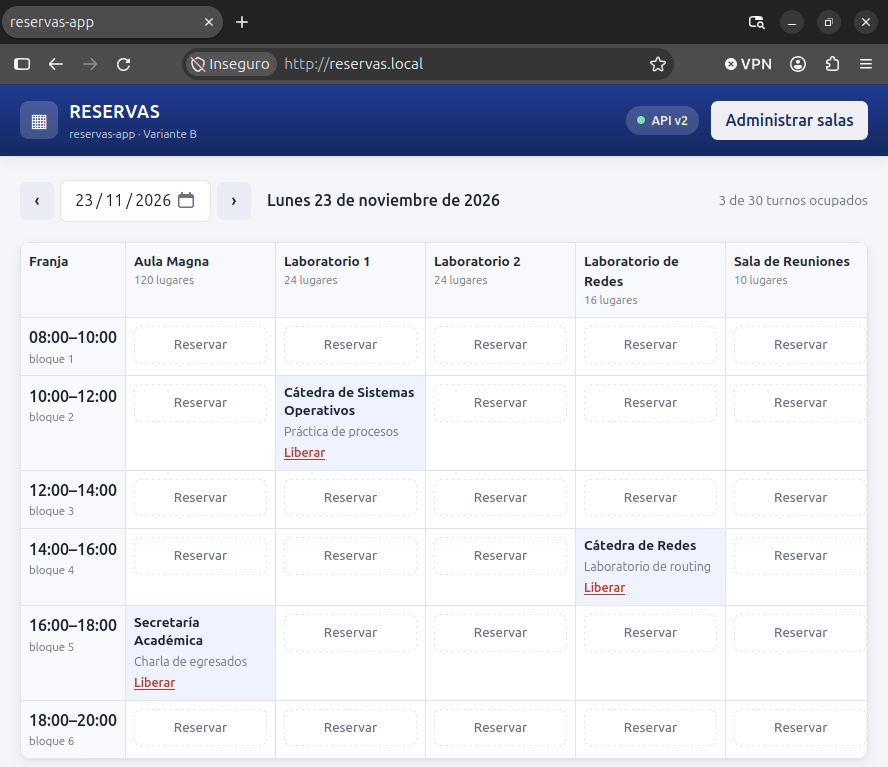 reservas-app
Inseguro http://reservas.local
VPN
RESERVAS
reservas-app · Variante B
API v2
Administrar salas
‹ 23/11/2026 › Lunes 23 de noviembre de 2026 3 de 30 turnos ocupados
Franja
Aula Magna
120 lugares
Laboratorio 1
24 lugares
Laboratorio 2
24 lugares
Laboratorio de
Redes
16 lugares
Sala de Reuniones
10 lugares
08:00–10:00
bloque 1
Reservar Reservar Reservar Reservar Reservar
10:00–12:00
bloque 2
Reservar
Cátedra de Sistemas
Operativos
Práctica de procesos
Liberar
Reservar Reservar Reservar
12:00–14:00
bloque 3
Reservar Reservar Reservar Reservar Reservar
14:00–16:00
bloque 4
Reservar Reservar Reservar
Cátedra de Redes
Laboratorio de routing
Liberar
Reservar
16:00–18:00
bloque 5
Secretaría
Académica
Charla de egresados
Liberar
Reservar Reservar Reservar Reservar
18:00–20:00
bloque 6
Reservar Reservar Reservar Reservar Reservar